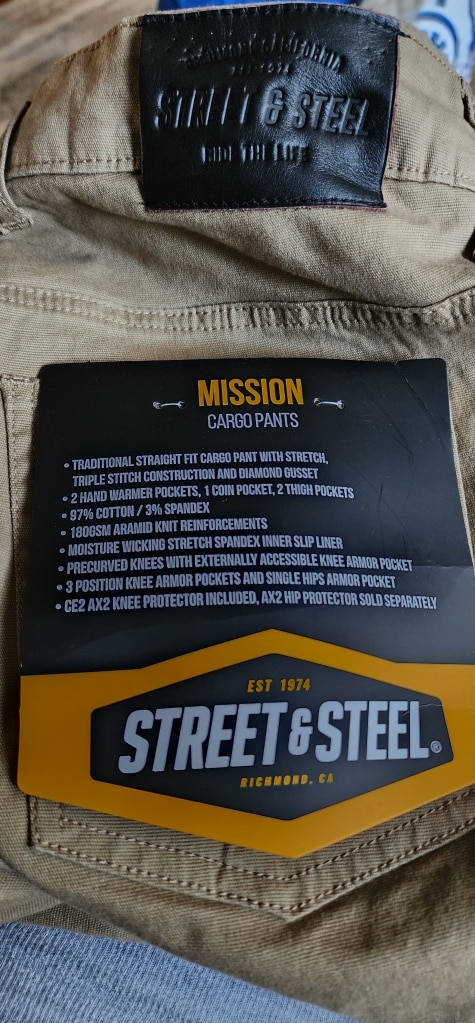 STREET & STEEL
RIDE THE LIFE
MISSION
CARGO PANTS
• TRADITIONAL STRAIGHT FIT CARGO PANT WITH STRETCH,
TRIPLE STITCH CONSTRUCTION AND DIAMOND GUSSET
• 2 HAND WARMER POCKETS, 1 COIN POCKET, 2 THIGH POCKETS
• 97% COTTON / 3% SPANDEX
• 180GSM ARAMID KNIT REINFORCEMENTS
• MOISTURE WICKING STRETCH SPANDEX INNER SLIP LINER
• PRECURVED KNEES WITH EXTERNALLY ACCESSIBLE KNEE ARMOR POCKET
• 3 POSITION KNEE ARMOR POCKETS AND SINGLE HIPS ARMOR POCKET
• CE2 AX2 KNEE PROTECTOR INCLUDED, AX2 HIP PROTECTOR SOLD SEPARATELY
EST 1974
STREET & STEEL®
RICHMOND, CA